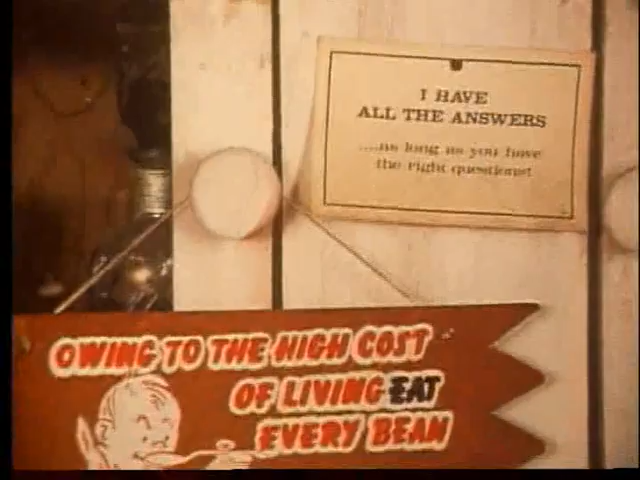 I HAVE
ALL THE ANSWERS
....as long as you have
the right questions!
OWING TO THE HIGH COST
OF LIVING EAT
EVERY BEAN